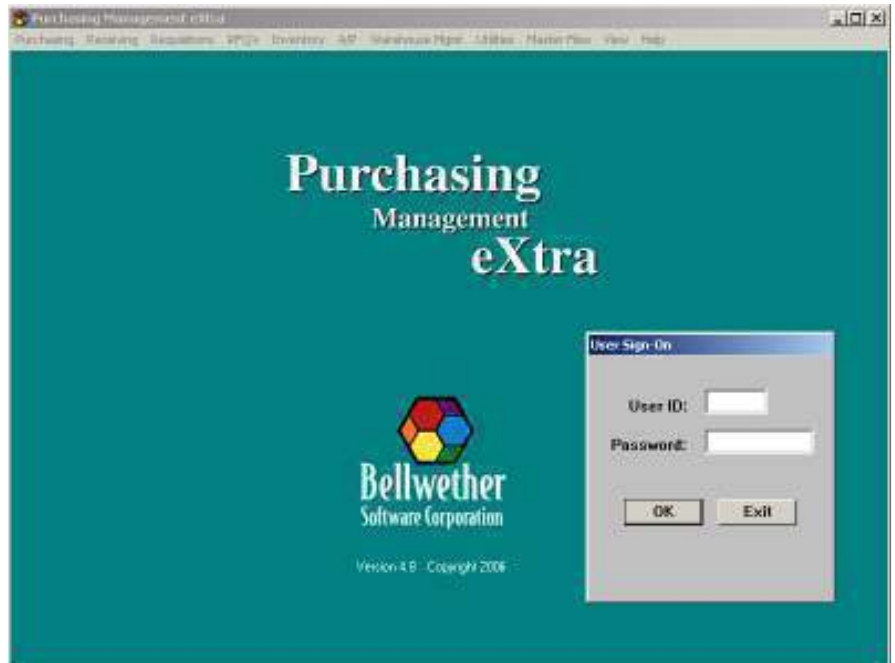 Purchasing Management eXtra
Purchasing Receiving Requisitions RFQ's Inventory A/P Warehouse Mgmt Utilities Master Files View Help
Purchasing
Management
eXtra
User Sign-On
User ID:
Password:
OK Exit
Bellwether
Software Corporation
Version 4.8 Copyright 2006